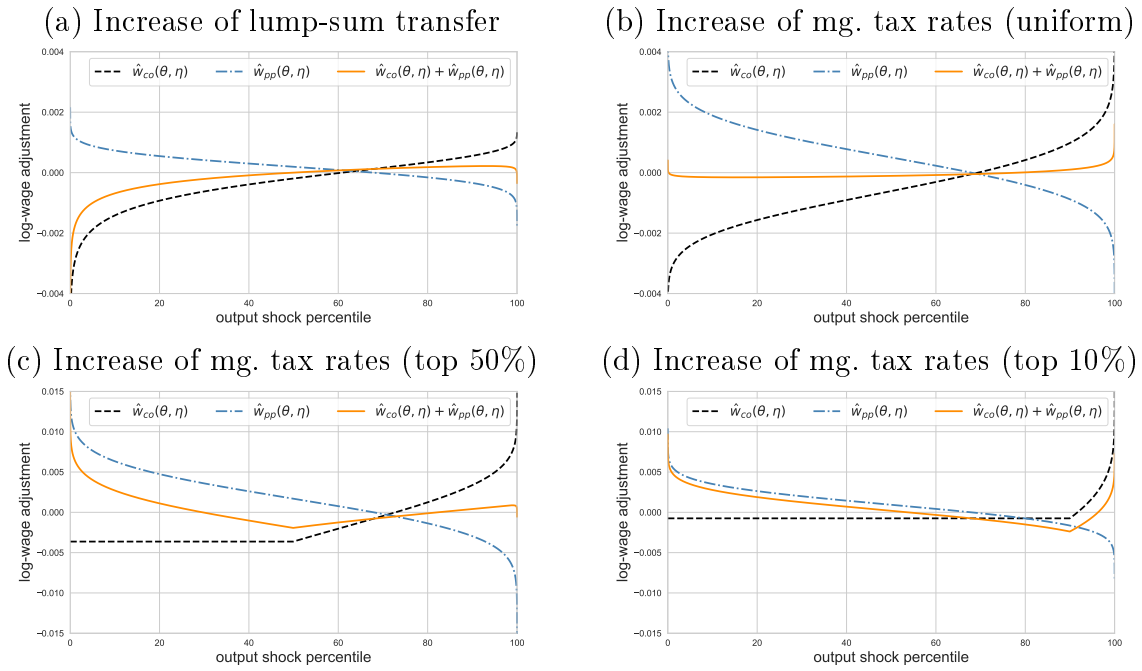 (a) Increase of lump-sum transfer
0.004
0.002
0.000
−0.002
−0.004
log-wage adjustment
ŵco(θ, η)
ŵpp(θ, η)
ŵco(θ, η) + ŵpp(θ, η)
0 20 40 60 80 100
output shock percentile
(b) Increase of mg. tax rates (uniform)
0.004
0.002
0.000
−0.002
−0.004
log-wage adjustment
ŵco(θ, η)
ŵpp(θ, η)
ŵco(θ, η) + ŵpp(θ, η)
0 20 40 60 80 100
output shock percentile
(c) Increase of mg. tax rates (top 50%)
0.015
0.010
0.005
0.000
−0.005
−0.010
−0.015
log-wage adjustment
ŵco(θ, η)
ŵpp(θ, η)
ŵco(θ, η) + ŵpp(θ, η)
0 20 40 60 80 100
output shock percentile
(d) Increase of mg. tax rates (top 10%)
0.015
0.010
0.005
0.000
−0.005
−0.010
−0.015
log-wage adjustment
ŵco(θ, η)
ŵpp(θ, η)
ŵco(θ, η) + ŵpp(θ, η)
0 20 40 60 80 100
output shock percentile